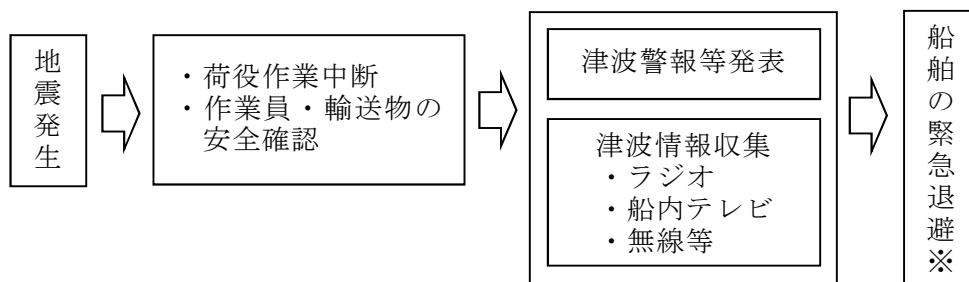 地震発生
・荷役作業中断
・作業員・輸送物の
安全確認
津波警報等発表
津波情報収集
・ラジオ
・船内テレビ
・無線等
船舶の緊急退避※